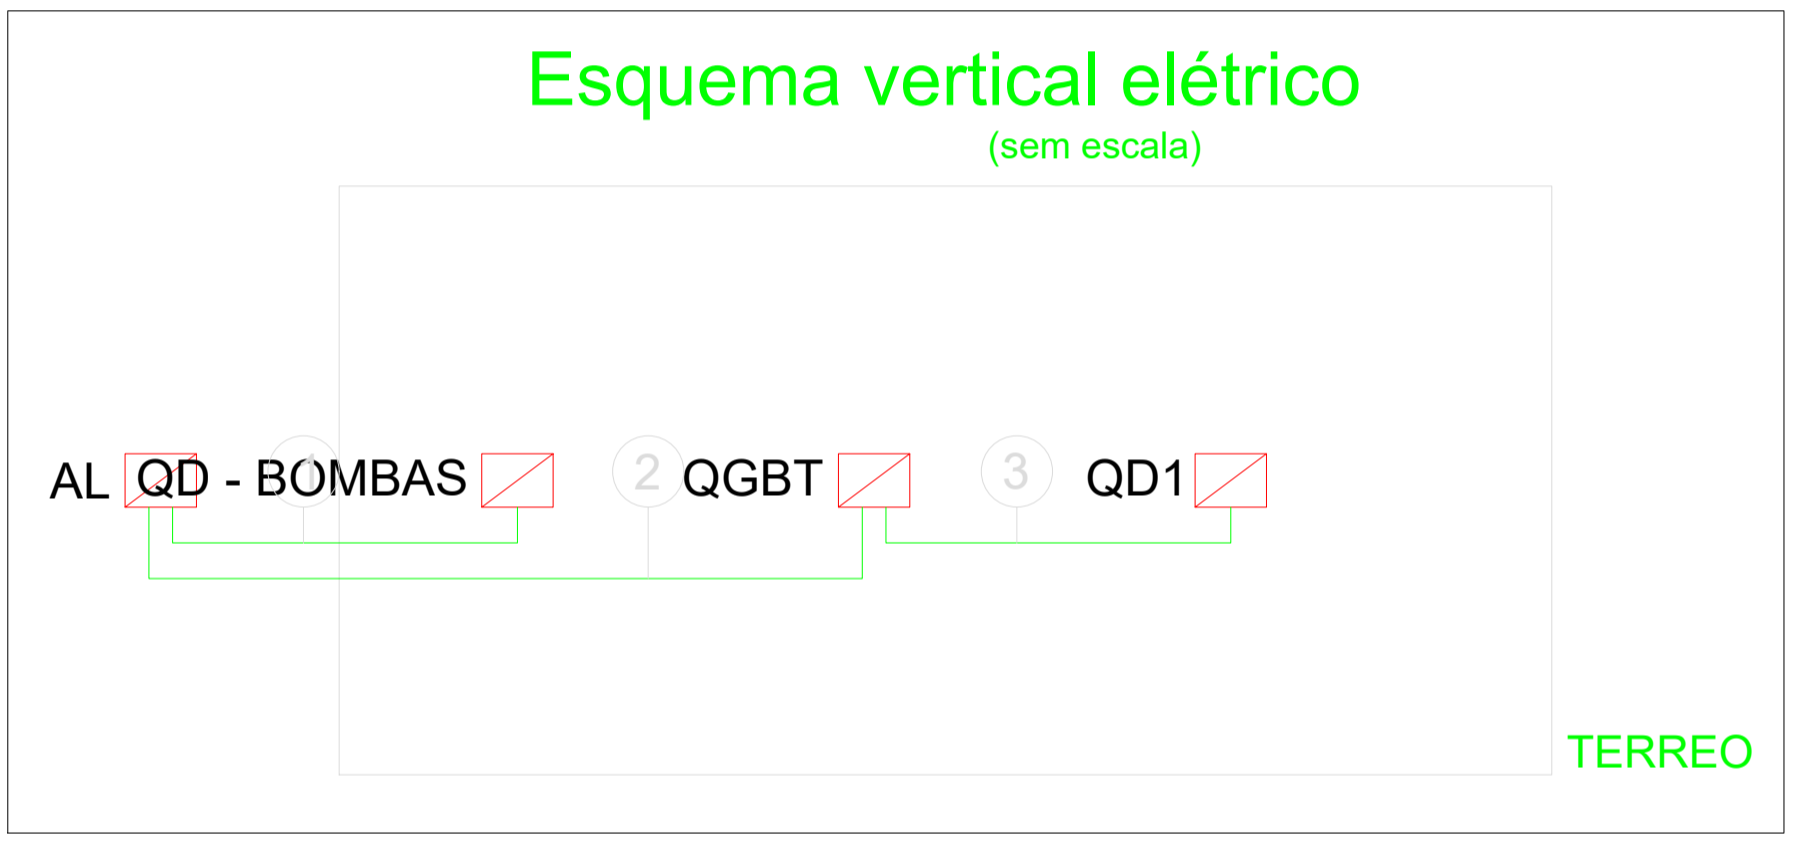 Esquema vertical elétrico
(sem escala)
AL QD - BOMBAS 1 2 QGBT 3 QD1
TERREO